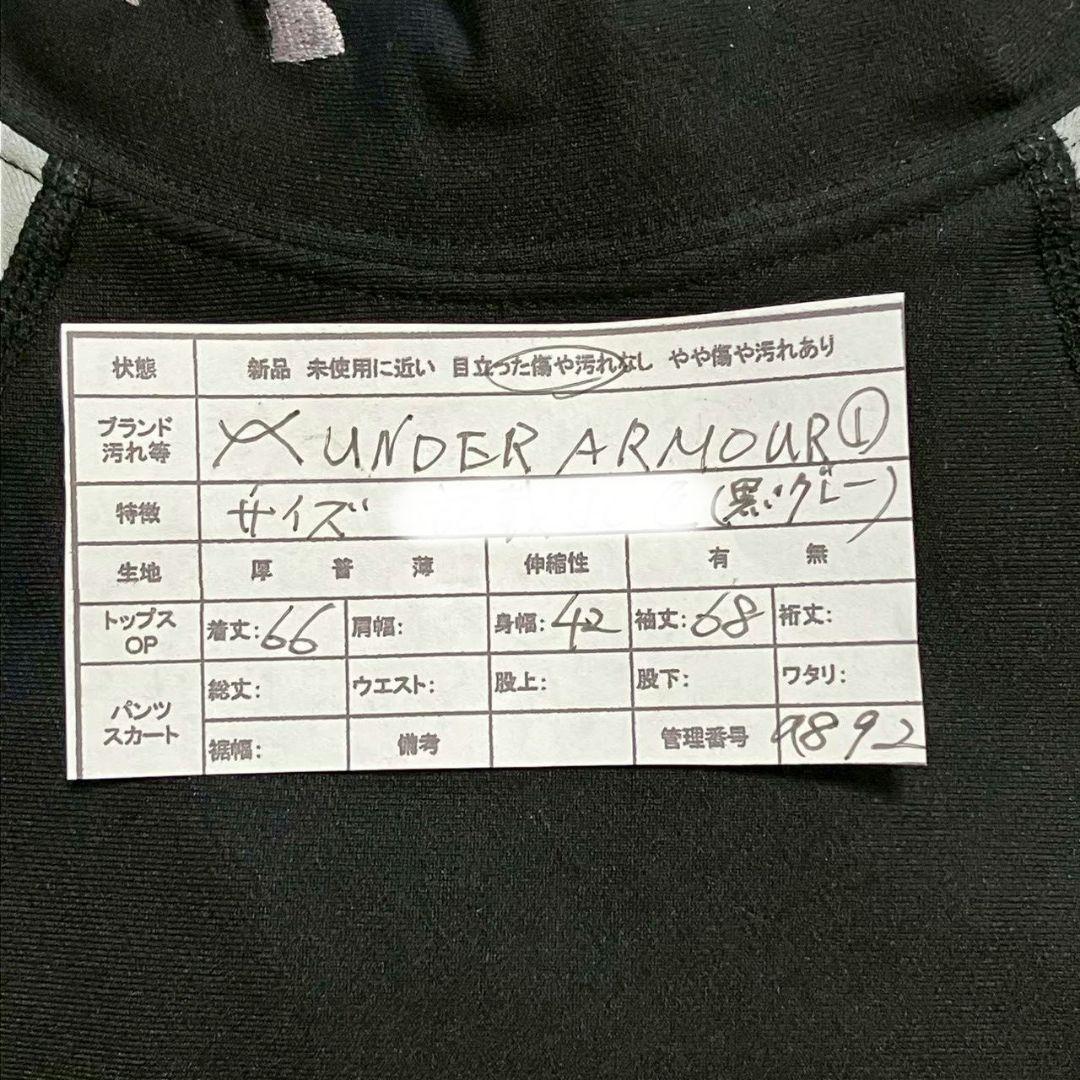 状態 新品 未使用に近い 目立った傷や汚れなし やや傷や汚れあり
ブランド
汚れ等
UNDER ARMOUR ①
特徴 サイズ (黒いグレー)
生地 厚 普 薄 伸縮性 有 無
トップス
OP
着丈: 66 肩幅: 身幅: 42 袖丈: 68 裄丈:
パンツ
スカート
総丈: ウエスト: 股上: 股下: ワタリ:
裾幅: 備考 管理番号 9892